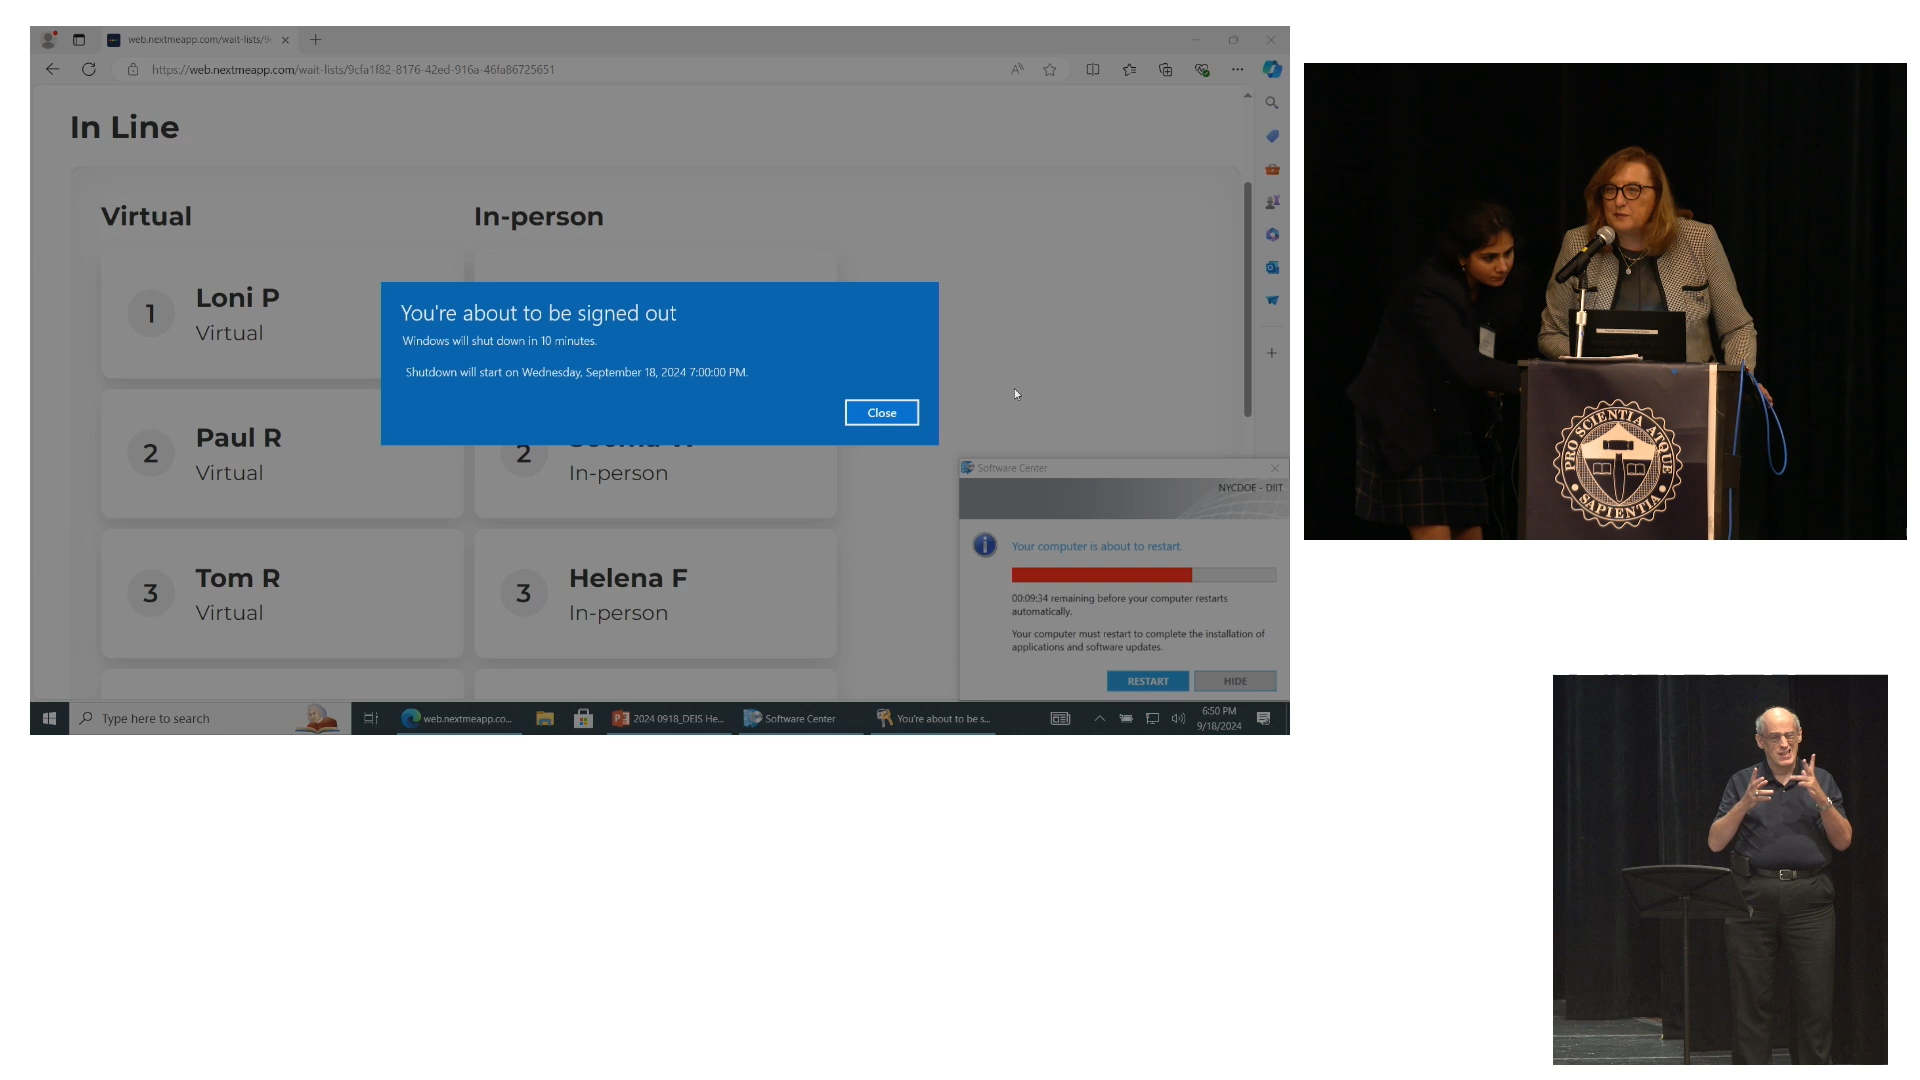 web.nextmeapp.com/wait-lists/9c
https://web.nextmeapp.com/wait-lists/9cfa1f82-8176-42ed-916a-46fa86725651
In Line
Virtual
In-person
1
Loni P
Virtual
You're about to be signed out
Windows will shut down in 10 minutes.
Shutdown will start on Wednesday, September 18, 2024 7:00:00 PM.
Close
2
Paul R
Virtual
2
In-person
3
Tom R
Virtual
3
Helena F
In-person
Software Center
NYCDOE - DIIT
Your computer is about to restart.
00:09:34 remaining before your computer restarts
automatically.
Your computer must restart to complete the installation of
applications and software updates.
RESTART
HIDE
Type here to search
web.nextmeapp.co...
2024 0918_DEIS He...
Software Center
You're about to be s...
6:50 PM
9/18/2024
PRO SCIENTIA ATQUE
SAPIENTIA